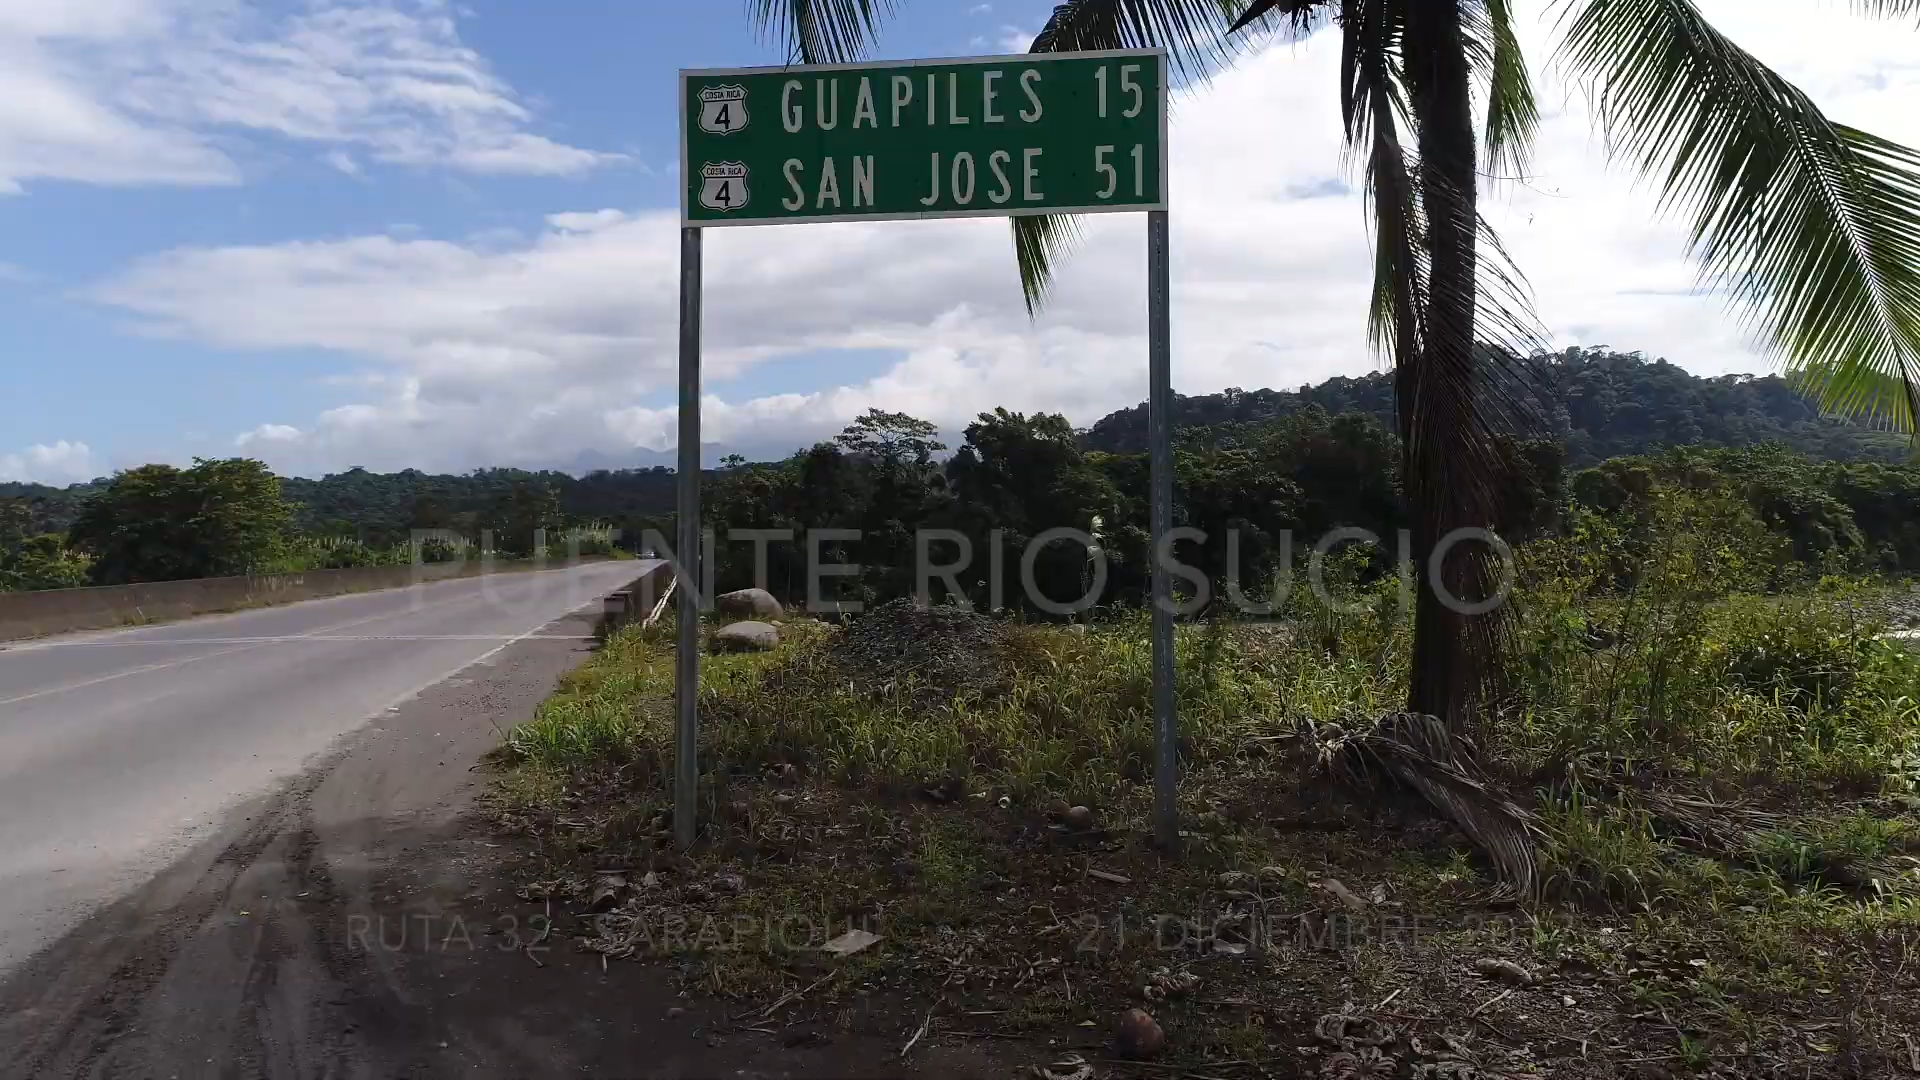 COSTA RICA
4 GUAPILES 15
COSTA RICA
4 SAN JOSE 51
PUENTE RIO SUCIO
RUTA 32 SARAPIQUI
21 DICIEMBRE